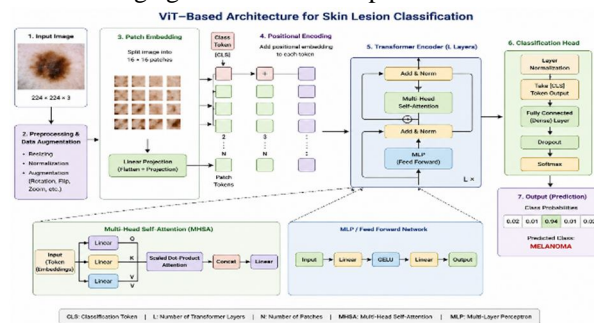 ViT-Based Architecture for Skin Lesion Classification
1. Input Image
224 × 224 × 3
2. Preprocessing &
Data Augmentation
• Resizing
• Normalization
• Augmentation
(Rotation, Flip,
Zoom, etc.)
3. Patch Embedding
Split image into
16 × 16 patches
Linear Projection
(Flatten + Projection)
Class
Token
[CLS]
2
N
Patch
Tokens
4. Positional Encoding
Add positional embedding
to each token
+
3
N
5. Transformer Encoder (L Layers)
Add & Norm
Multi-Head
Self-Attention
Add & Norm
MLP
(Feed Forward)
L ×
6. Classification Head
Layer
Normalization
Take [CLS]
Token Output
Fully Connected
(Dense) Layer
Dropout
Softmax
7. Output (Prediction)
Class Probabilities
0.02 0.01 0.94 0.01 0.02
Predicted Class:
MELANOMA
Multi-Head Self-Attention (MHSA)
Input
(Token
Embeddings)
Linear
Q
Linear
K
Linear
V
V
Scaled Dot-Product
Attention
Concat
Linear
MLP / Feed Forward Network
Input
Linear
GELU
Linear
Output
CLS: Classification Token | L: Number of Transformer Layers | N: Number of Patches | MHSA: Multi-Head Self-Attention | MLP: Multi-Layer Perceptron